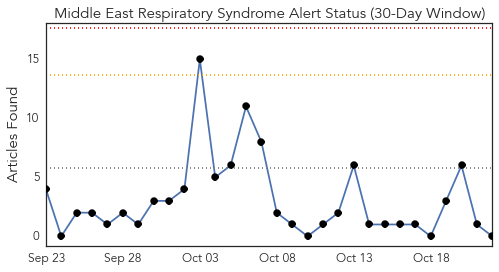 Middle East Respiratory Syndrome Alert Status (30-Day Window)
Articles Found
15
10
5
0
Sep 23 Sep 28 Oct 03 Oct 08 Oct 13 Oct 18